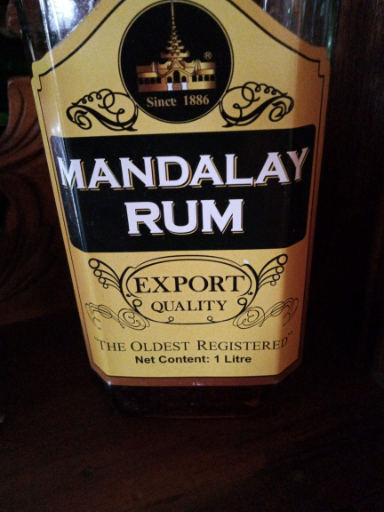 ®
Since 1886
MANDALAY
RUM
EXPORT
QUALITY
"THE OLDEST REGISTERED"
Net Content: 1 Litre